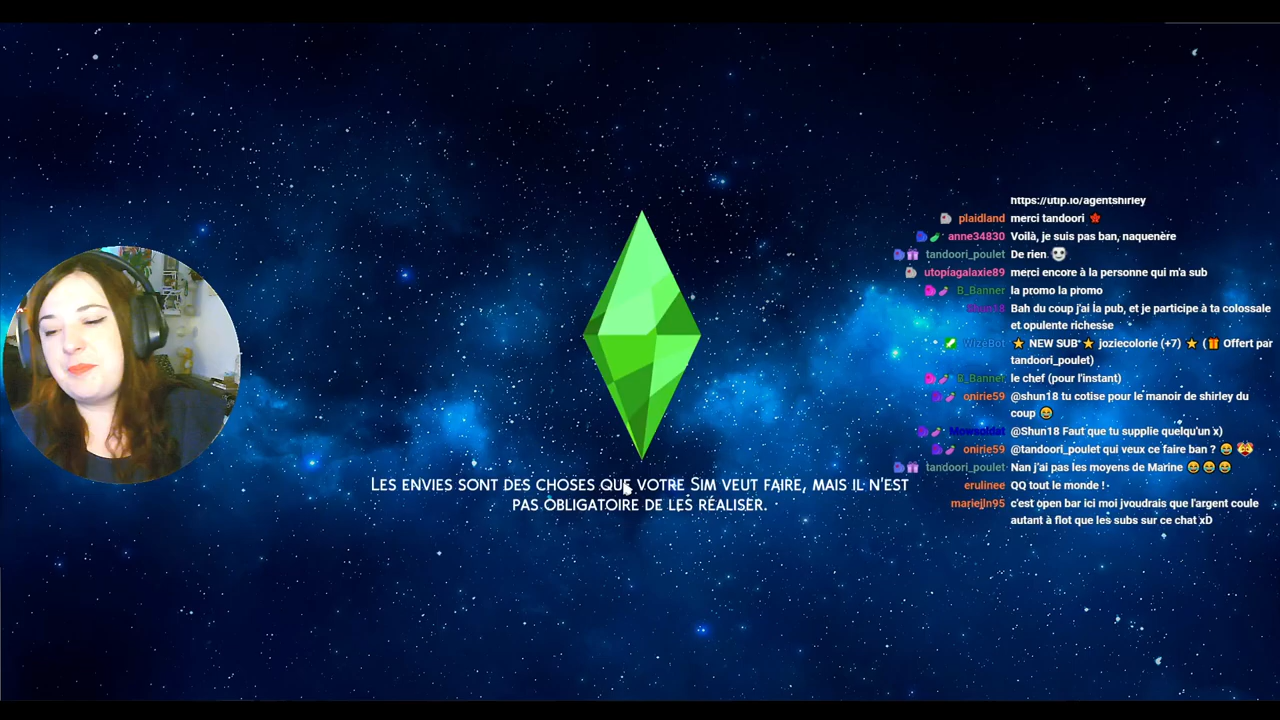 https://utip.io/agentshirley
plaidland merci tandoori
anne34830 Voilà, je suis pas ban, naquenère
tandoori_poulet De rien
utopiagalaxie89 merci encore à la personne qui m'a sub
B_Banner la promo la promo
Shun18 Bah du coup j'ai la pub, et je participe à ta colossale
et opulente richesse
WizeBot ⭐ NEW SUB* ⭐ joziecolorie (+7) ⭐ (🎁 Offert par
tandoori_poulet)
B_Banner le chef (pour l'instant)
onirie59 @shun18 tu cotise pour le manoir de shirley du
coup 😅
Mowsoldat @Shun18 Faut que tu supplie quelqu'un x)
onirie59 @tandoori_poulet qui veux ce faire ban ? 😅
tandoori_poulet Nan j'ai pas les moyens de Marine 😅 😅 😅
erulinee QQ tout le monde !
mariejln95 c'est open bar ici moi jvoudrais que l'argent coule
autant à flot que les subs sur ce chat xD
Les envies sont des choses que votre Sim veut faire, mais il n'est
pas obligatoire de les réaliser.